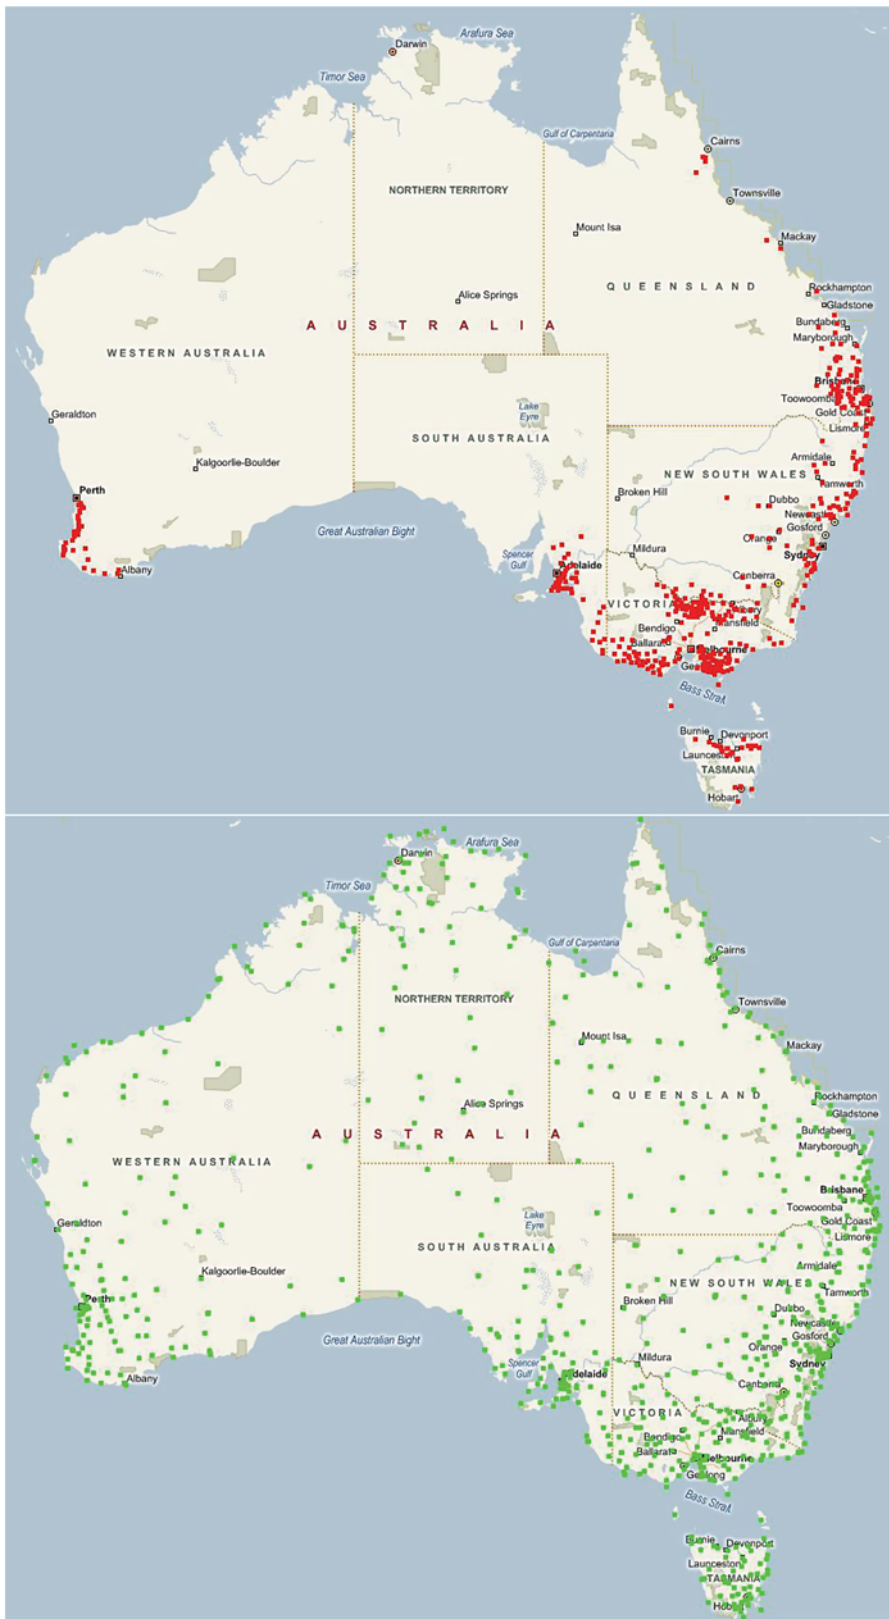 Arafura Sea
Darwin
Timor Sea
Gulf of Carpentaria
Cairns
NORTHERN TERRITORY
Townsville
Mount Isa
Mackay
QUEENSLAND
Rockhampton
Alice Springs
Gladstone
AUSTRALIA
Bundaberg
Maryborough
WESTERN AUSTRALIA
Brisbane
Lake
Eyre
Toowoomba
Geraldton
Gold Coast
SOUTH AUSTRALIA
Lismore
Armidale
Kalgoorlie-Boulder
NEW SOUTH WALES
Tamworth
Perth
Broken Hill
Dubbo
Newcastle
Great Australian Bight
Gosford
Orange
Spencer
Gulf
Mildura
Sydney
Adelaide
Albany
Canberra
VICTORIA
Albury
Bendigo
Mansfield
Ballarat
Melbourne
Ge
Bass Strait
Burnie
Devonport
Launceston
TASMANIA
Hobart
Arafura Sea
Darwin
Timor Sea
Gulf of Carpentaria
Cairns
NORTHERN TERRITORY
Townsville
Mount Isa
Mackay
QUEENSLAND
Rockhampton
Alice Springs
Gladstone
AUSTRALIA
Bundaberg
Maryborough
WESTERN AUSTRALIA
Brisbane
Lake
Eyre
Toowoomba
Geraldton
Gold Coast
SOUTH AUSTRALIA
Lismore
Armidale
Kalgoorlie-Boulder
NEW SOUTH WALES
Tamworth
Perth
Broken Hill
Dubbo
Newcastle
Great Australian Bight
Gosford
Orange
Spencer
Gulf
Mildura
Sydney
Adelaide
Albany
Canberra
VICTORIA
Albury
Bendigo
Mansfield
Ballarat
Melbourne
Geelong
Bass Strait
Burnie
Devonport
Launceston
TASMANIA
Hobart